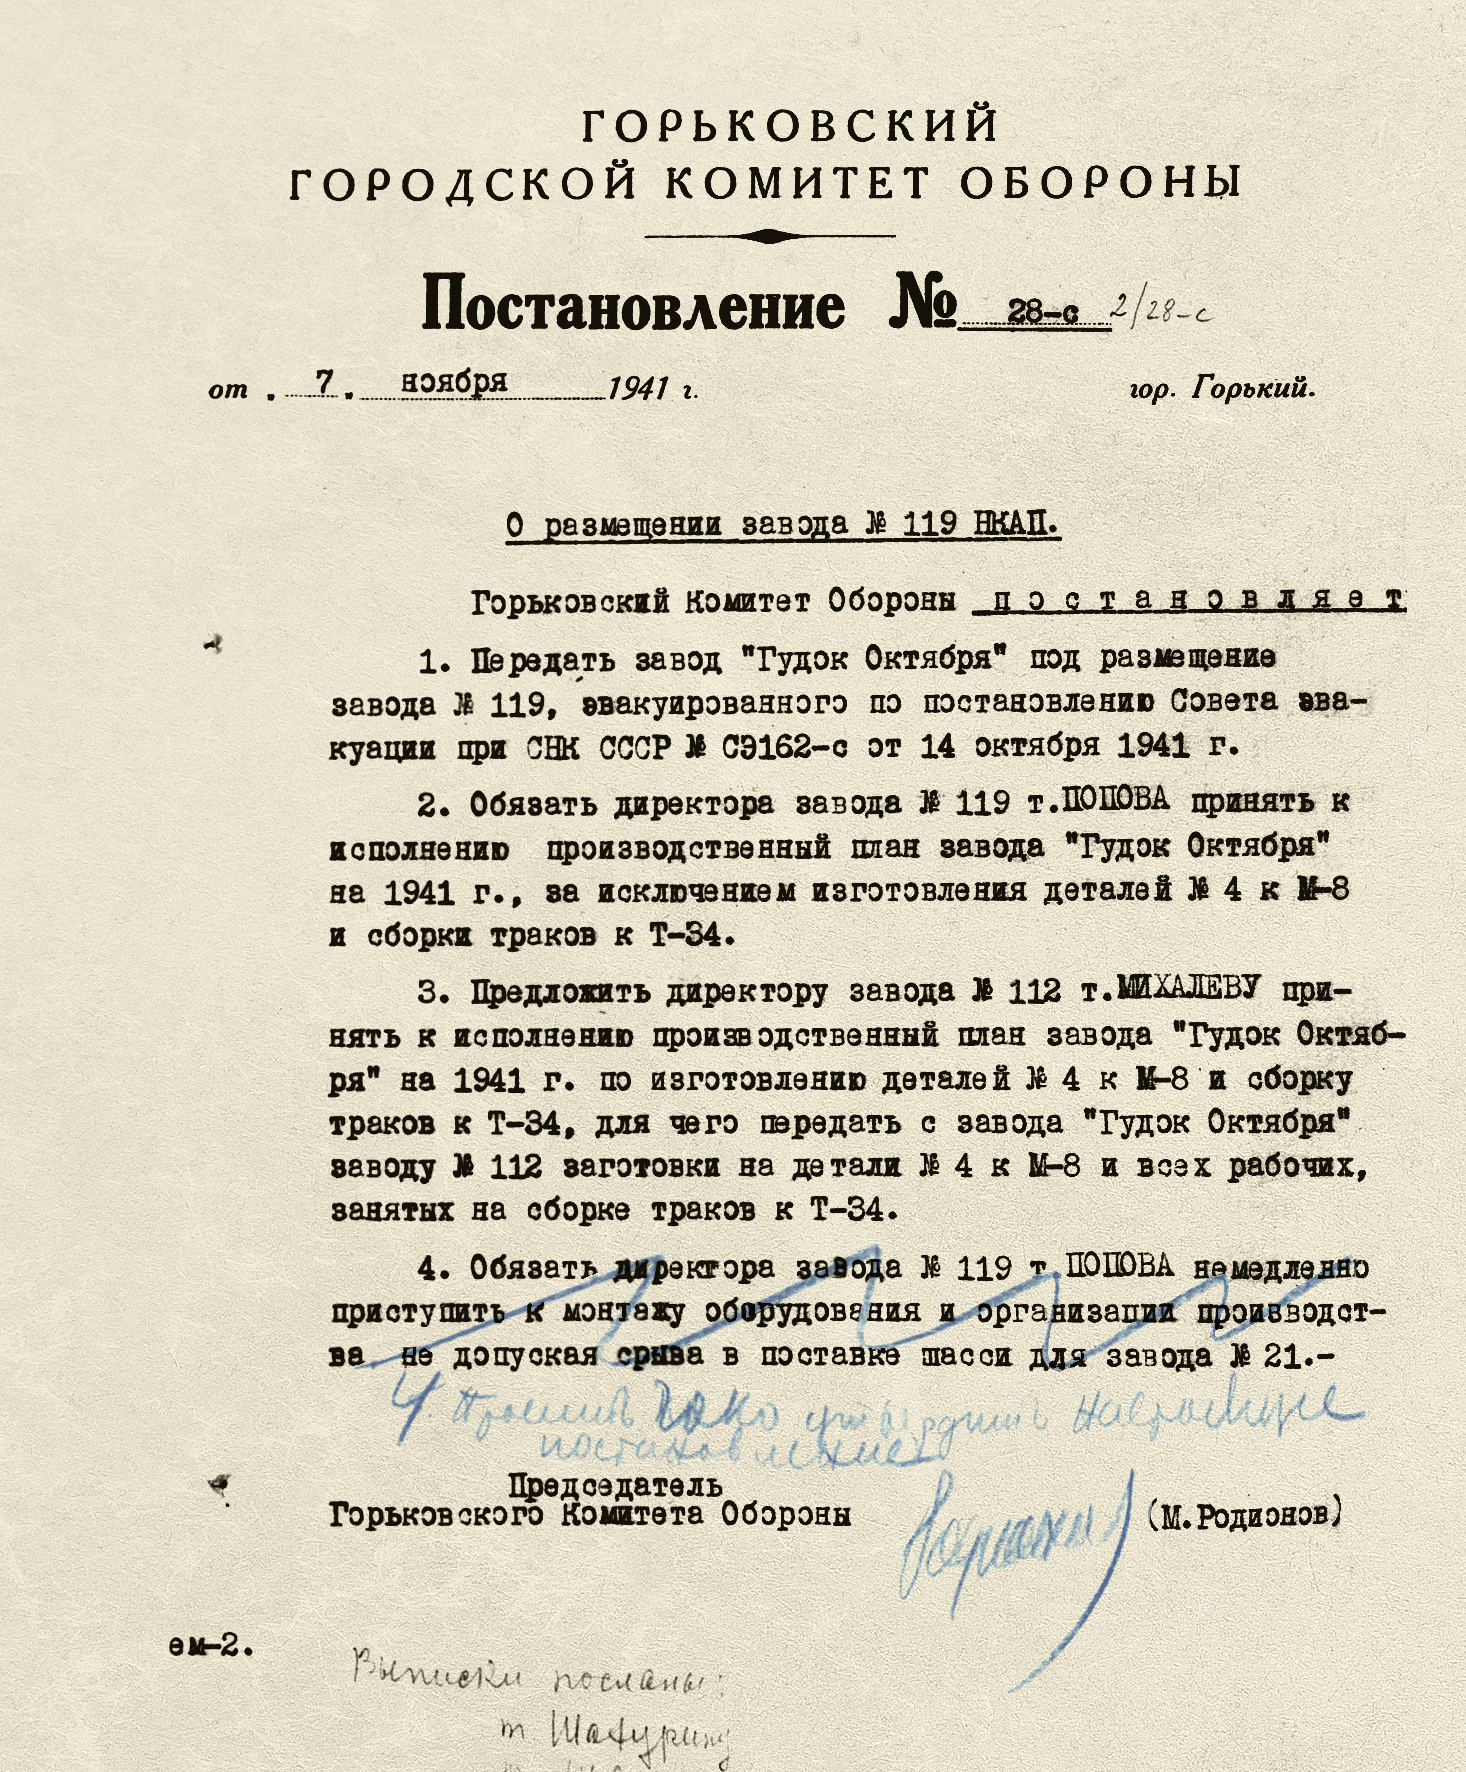 ГОРЬКОВСКИЙ
ГОРОДСКОЙ КОМИТЕТ ОБОРОНЫ
Постановление № 28-с 2/28-с
от „ 7 " ноября 1941 г. гор. Горький.
О размещении завода № 119 НКАП.
Горьковский Комитет Обороны п о с т а н о в л я е т
1. Передать завод "Гудок Октября" под размещение
завода № 119, эвакуированного по постановлению Совета эва-
куации при СНК СССР № СЭ162-с от 14 октября 1941 г.
2. Обязать директора завода № 119 т.ПОПОВА принять к
исполнению производственный план завода "Гудок Октября"
на 1941 г., за исключением изготовления деталей № 4 к М-8
и сборки траков к Т-34.
3. Предложить директору завода № 112 т.МИХАЛЕВУ при-
нять к исполнению производственный план завода "Гудок Октяб-
ря" на 1941 г. по изготовлению деталей № 4 к М-8 и сборку
траков к Т-34, для чего передать с завода "Гудок Октября"
заводу № 112 заготовки на детали № 4 к М-8 и всех рабочих,
занятых на сборке траков к Т-34.
4. Обязать директора завода № 119 т ПОПОВА немедленно
приступить к монтажу оборудования и организации производст-
ва не допуская срыва в поставке шасси для завода № 21.-
4. Просить ГОКО утвердить настоящее
постановление
Председатель
Горьковского Комитета Обороны (М.Родионов)
ем-2.
Выписки посланы:
т Шахурину